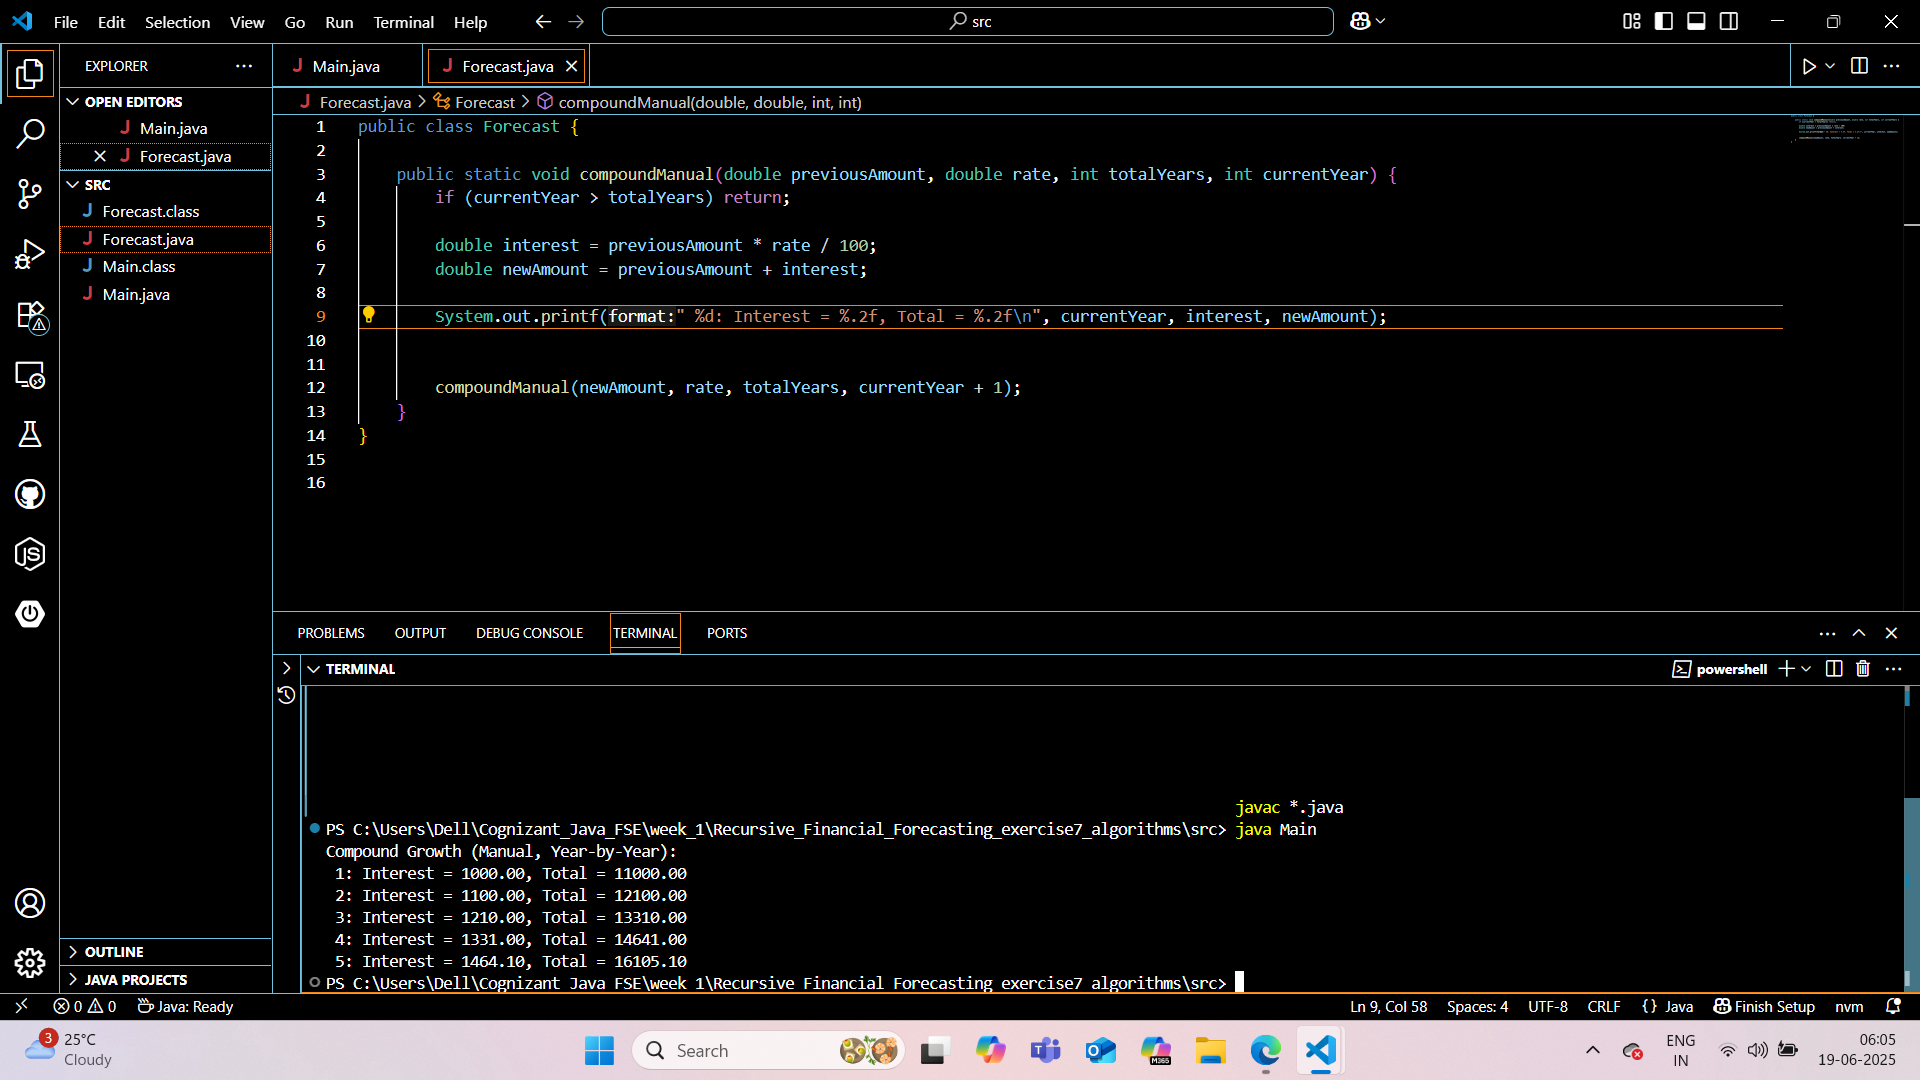 File Edit Selection View Go Run Terminal Help
src
EXPLORER
OPEN EDITORS
Main.java
Forecast.java
SRC
Forecast.class
Forecast.java
Main.class
Main.java
OUTLINE
JAVA PROJECTS
Main.java Forecast.java
Forecast.java > Forecast > compoundManual(double, double, int, int)
1 public class Forecast {
2
3 public static void compoundManual(double previousAmount, double rate, int totalYears, int currentYear) {
4 if (currentYear > totalYears) return;
5
6 double interest = previousAmount * rate / 100;
7 double newAmount = previousAmount + interest;
8
9 System.out.printf(format:" %d: Interest = %.2f, Total = %.2f\n", currentYear, interest, newAmount);
10
11
12 compoundManual(newAmount, rate, totalYears, currentYear + 1);
13 }
14 }
15
16
PROBLEMS OUTPUT DEBUG CONSOLE TERMINAL PORTS
TERMINAL
powershell
javac *.java
PS C:\Users\Dell\Cognizant_Java_FSE\week_1\Recursive_Financial_Forecasting_exercise7_algorithms\src> java Main
Compound Growth (Manual, Year-by-Year):
1: Interest = 1000.00, Total = 11000.00
2: Interest = 1100.00, Total = 12100.00
3: Interest = 1210.00, Total = 13310.00
4: Interest = 1331.00, Total = 14641.00
5: Interest = 1464.10, Total = 16105.10
PS C:\Users\Dell\Cognizant_Java_FSE\week_1\Recursive_Financial_Forecasting_exercise7_algorithms\src>
0 0 Java: Ready
Ln 9, Col 58 Spaces: 4 UTF-8 CRLF {} Java Finish Setup nvm
3
25°C
Cloudy
Search
M365
ENG
IN
06:05
19-06-2025